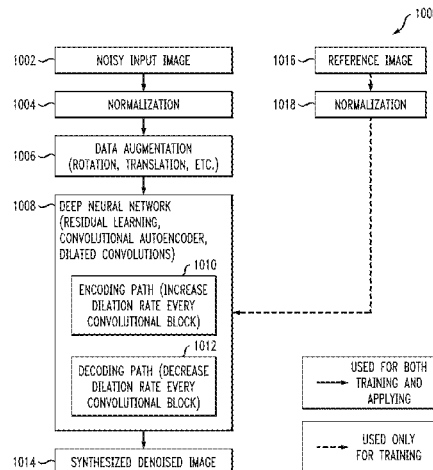 100
1002
NOISY INPUT IMAGE
1016
REFERENCE IMAGE
1004
NORMALIZATION
1018
NORMALIZATION
1006
DATA AUGMENTATION
(ROTATION, TRANSLATION, ETC.)
1008
DEEP NEURAL NETWORK
(RESIDUAL LEARNING,
CONVOLUTIONAL AUTOENCODER,
DILATED CONVOLUTIONS)
1010
ENCODING PATH (INCREASE
DILATION RATE EVERY
CONVOLUTIONAL BLOCK)
1012
DECODING PATH (DECREASE
DILATION RATE EVERY
CONVOLUTIONAL BLOCK)
USED FOR BOTH
TRAINING AND
APPLYING
USED ONLY
FOR TRAINING
1014
SYNTHESIZED DENOISED IMAGE